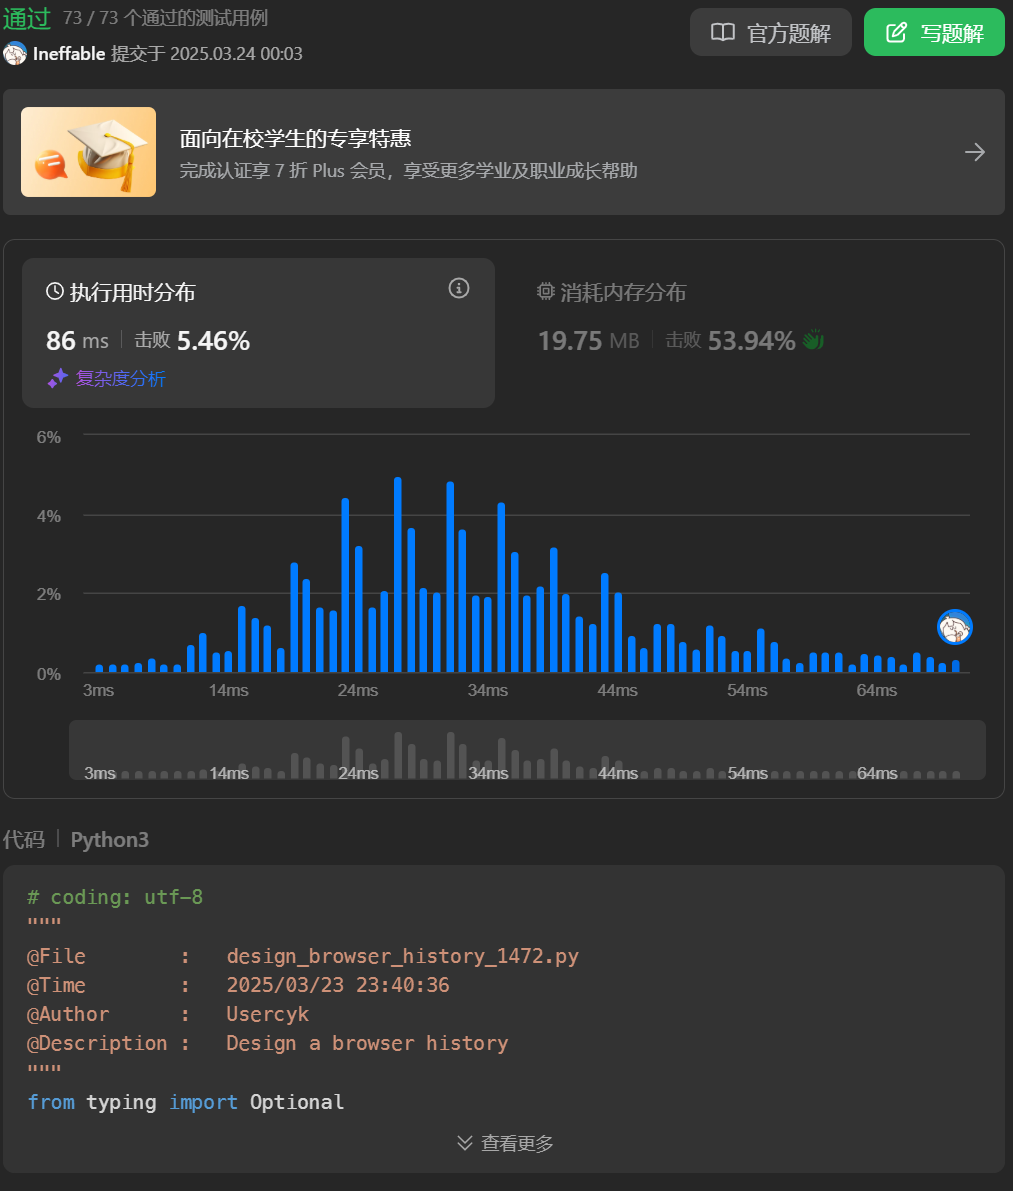 通过 73 / 73 个通过的测试用例
官方题解
写题解
Ineffable 提交于 2025.03.24 00:03
面向在校学生的专享特惠
完成认证享 7 折 Plus 会员，享受更多学业及职业成长帮助
执行用时分布
86 ms 击败 5.46%
复杂度分析
消耗内存分布
19.75 MB 击败 53.94%
6%
4%
2%
0%
3ms 14ms 24ms 34ms 44ms 54ms 64ms
3ms 14ms 24ms 34ms 44ms 54ms 64ms
代码 Python3
# coding: utf-8
"""
@File : design_browser_history_1472.py
@Time : 2025/03/23 23:40:36
@Author : Usercyk
@Description : Design a browser history
"""
from typing import Optional
查看更多